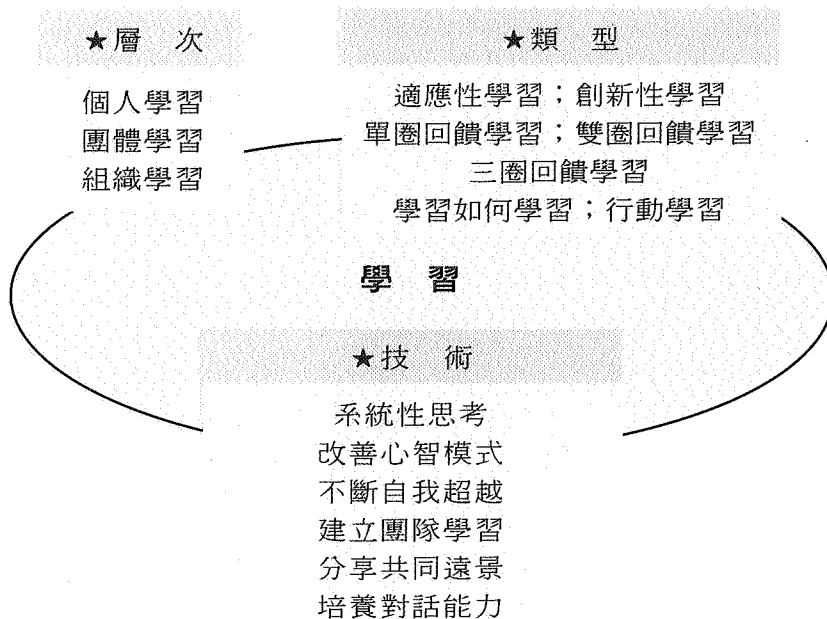 ★層　次
個人學習
團體學習
組織學習
★類　型
適應性學習；創新性學習
單圈回饋學習；雙圈回饋學習
三圈回饋學習
學習如何學習；行動學習
學　習
★技　術
系統性思考
改善心智模式
不斷自我超越
建立團隊學習
分享共同遠景
培養對話能力